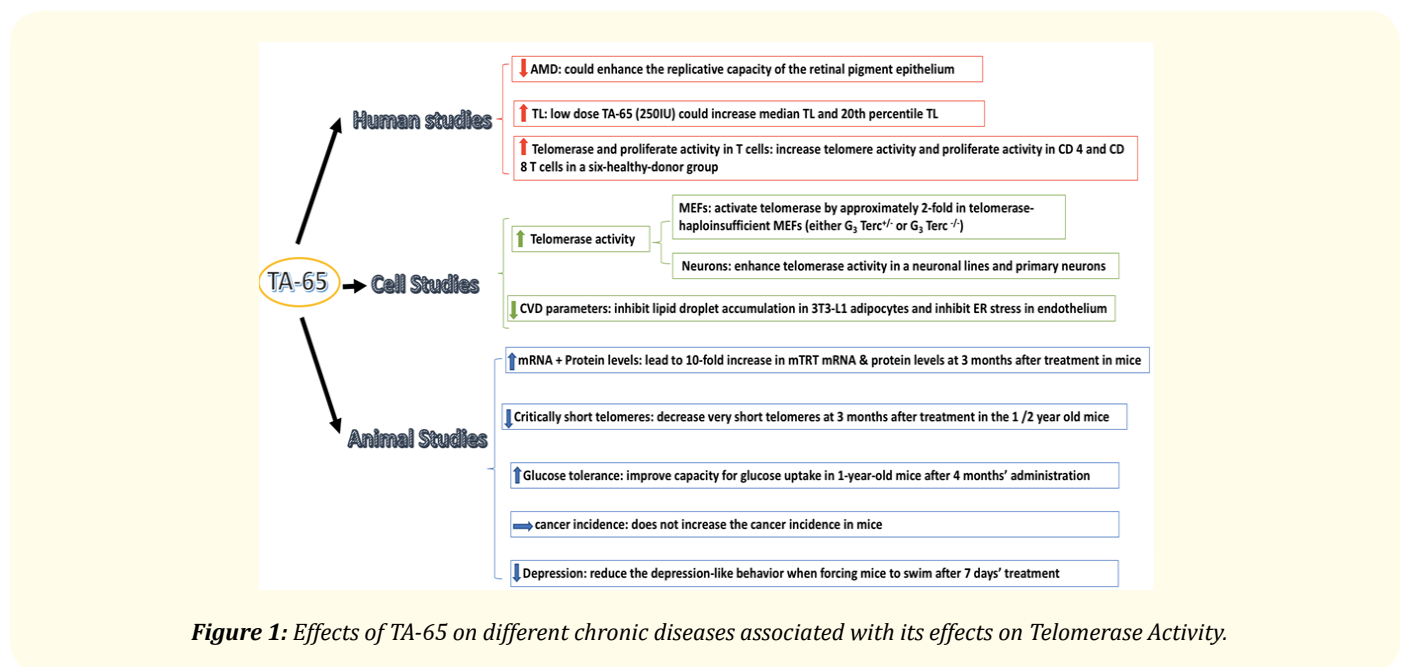 TA-65
Human studies
AMD: could enhance the replicative capacity of the retinal pigment epithelium
TL: low dose TA-65 (250IU) could increase median TL and 20th percentile TL
Telomerase and proliferate activity in T cells: increase telomere activity and proliferate activity in CD 4 and CD
8 T cells in a six-healthy-donor group
Cell Studies
Telomerase activity
MEFs: activate telomerase by approximately 2-fold in telomerase-
haploinsufficient MEFs (either G₃ Terc⁺/⁻ or G₃ Terc ⁻/⁻)
Neurons: enhance telomerase activity in a neuronal lines and primary neurons
CVD parameters: inhibit lipid droplet accumulation in 3T3-L1 adipocytes and inhibit ER stress in endothelium
Animal Studies
mRNA + Protein levels: lead to 10-fold increase in mTRT mRNA & protein levels at 3 months after treatment in mice
Critically short telomeres: decrease very short telomeres at 3 months after treatment in the 1 /2 year old mice
Glucose tolerance: improve capacity for glucose uptake in 1-year-old mice after 4 months’ administration
cancer incidence: does not increase the cancer incidence in mice
Depression: reduce the depression-like behavior when forcing mice to swim after 7 days’ treatment
Figure 1: Effects of TA-65 on different chronic diseases associated with its effects on Telomerase Activity.